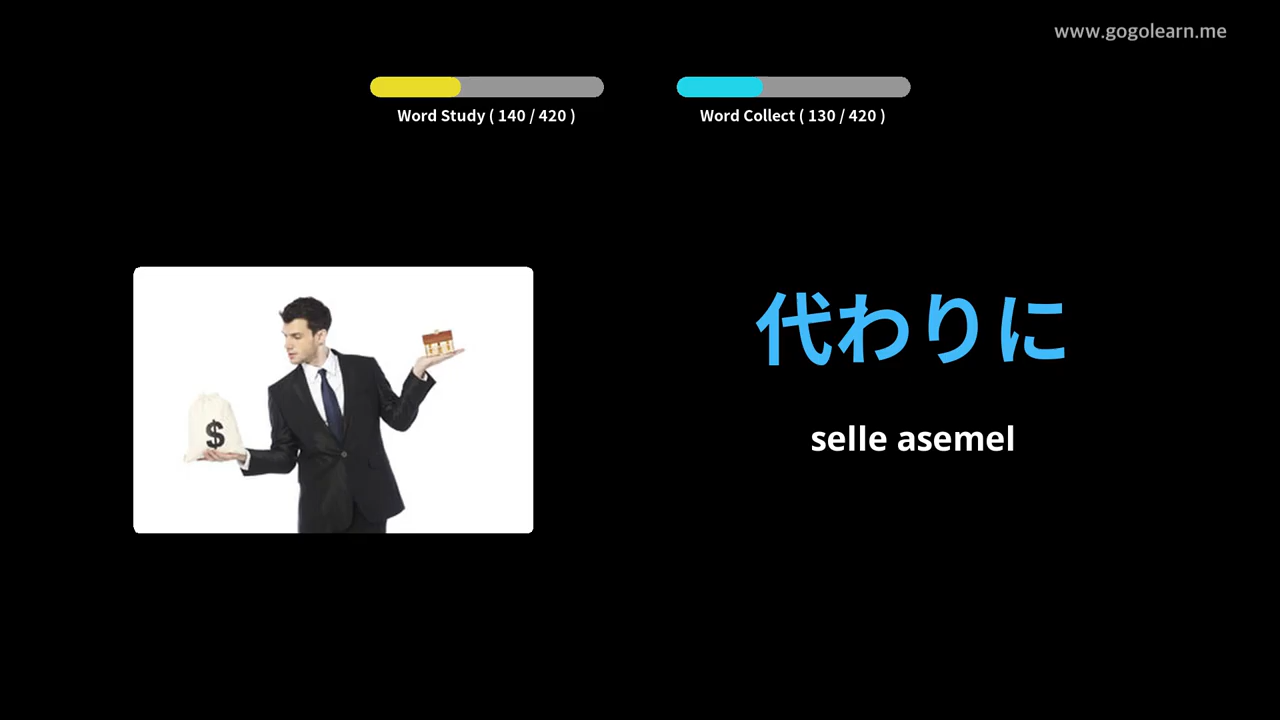 www.gogolearn.me
Word Study ( 140 / 420 )
Word Collect ( 130 / 420 )
代わりに
$
selle asemel